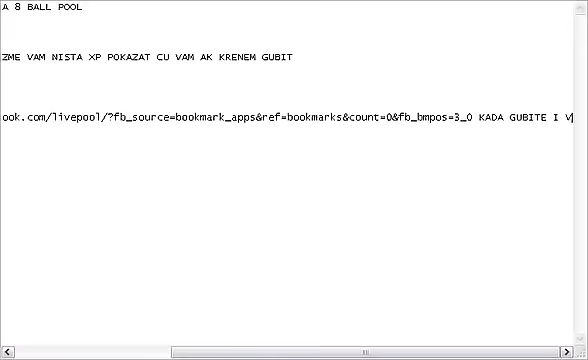 A 8 BALL POOL
ZME VAM NISTA XP POKAZAT CU VAM AK KRENEM GUBIT
ook.com/livepool/?fb_source=bookmark_apps&ref=bookmarks&count=0&fb_bmpos=3_0 KADA GUBITE I V